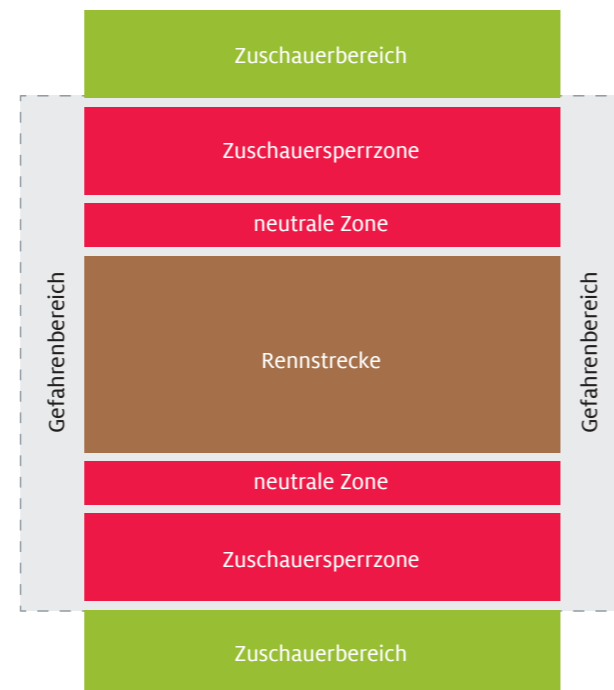 Zuschauerbereich
Zuschauersperrzone
neutrale Zone
Gefahrenbereich
Rennstrecke
Gefahrenbereich
neutrale Zone
Zuschauersperrzone
Zuschauerbereich